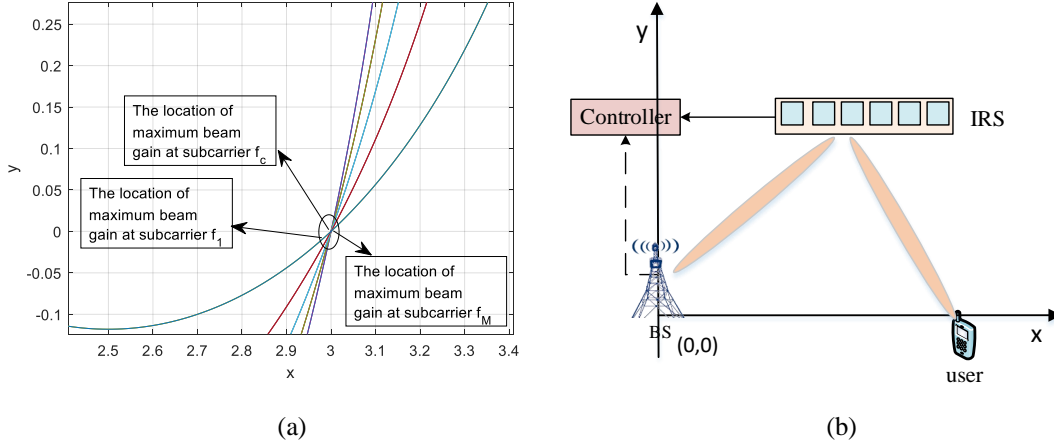 0.25
0.2
0.15
0.1
0.05
0
-0.05
-0.1
y
2.5 2.6 2.7 2.8 2.9 3 3.1 3.2 3.3 3.4
x
The location of
maximum beam
gain at subcarrier f_c
The location of
maximum beam
gain at subcarrier f_1
The location of
maximum beam
gain at subcarrier f_M
(a)
y
Controller
IRS
BS
(0,0)
x
user
(b)